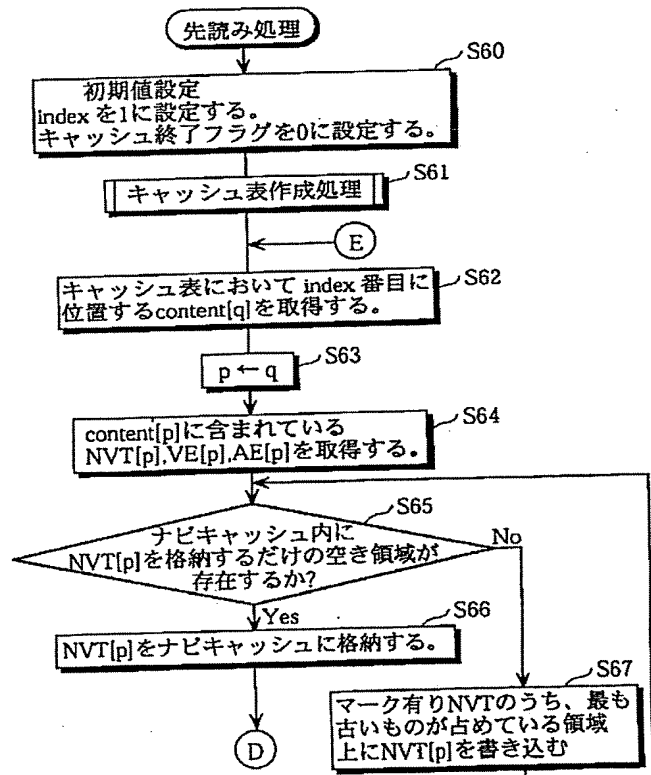 先読み処理
S60
初期値設定
indexを1に設定する。
キャッシュ終了フラグを0に設定する。
S61
キャッシュ表作成処理
E
S62
キャッシュ表において index 番目に
位置するcontent[q]を取得する。
S63
p ← q
S64
content[p]に含まれている
NVT[p],VE[p],AE[p]を取得する。
S65
ナビキャッシュ内に
NVT[p]を格納するだけの空き領域が
存在するか?
No
Yes
S66
NVT[p]をナビキャッシュに格納する。
S67
マーク有りNVTのうち、最も
古いものが占めている領域
上にNVT[p]を書き込む
D